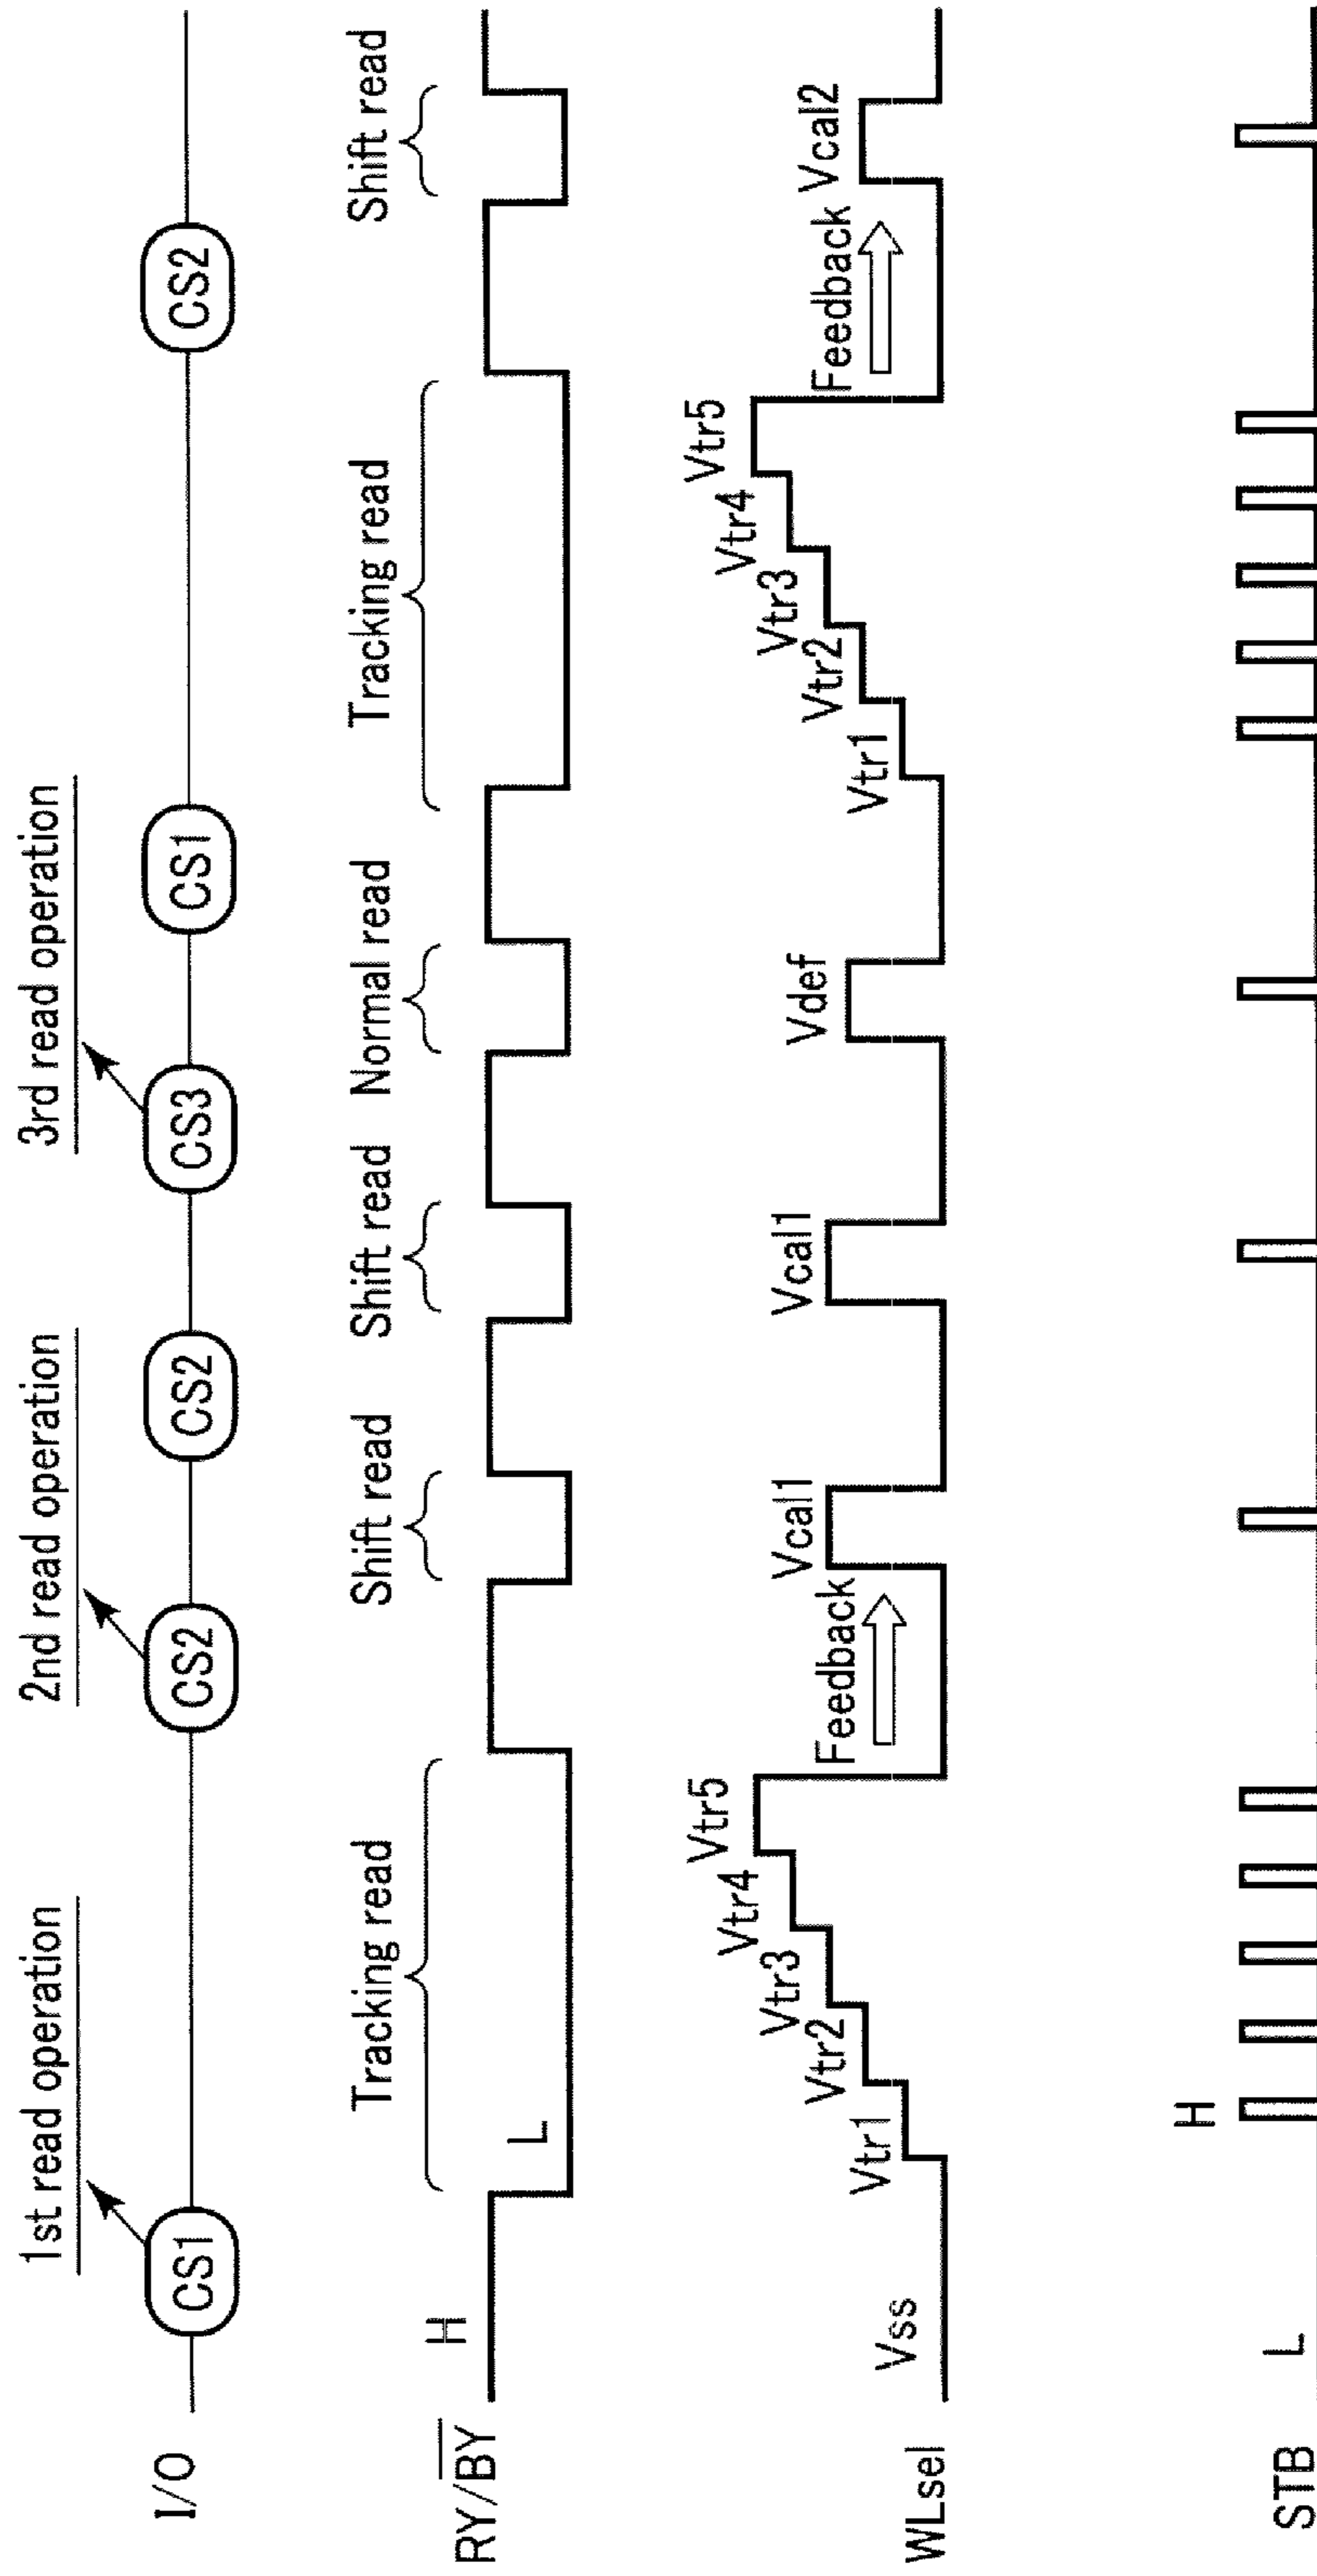 1st read operation
2nd read operation
3rd read operation
I/O
CS1
CS2
CS2
CS3
CS1
CS2
Tracking read
Shift read
Shift read
Normal read
Tracking read
Shift read
RY/BY
H
L
Vtr5
Vtr4
Vtr3
Vtr2
Vtr1
Feedback
Vcal1
Vcal1
Vdef
Vtr5
Vtr4
Vtr3
Vtr2
Vtr1
Feedback
Vcal2
WLsel
Vss
H
STB
L